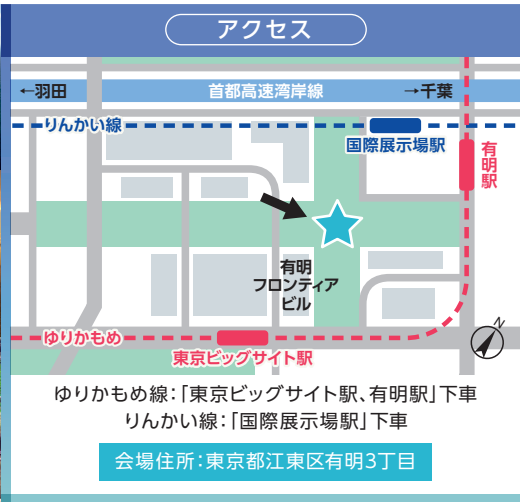 アクセス
←羽田
首都高速湾岸線
→千葉
りんかい線
国際展示場駅
有明駅
有明
フロンティア
ビル
ゆりかもめ
東京ビッグサイト駅
N
ゆりかもめ線：「東京ビッグサイト駅、有明駅」下車
りんかい線：「国際展示場駅」下車
会場住所：東京都江東区有明3丁目